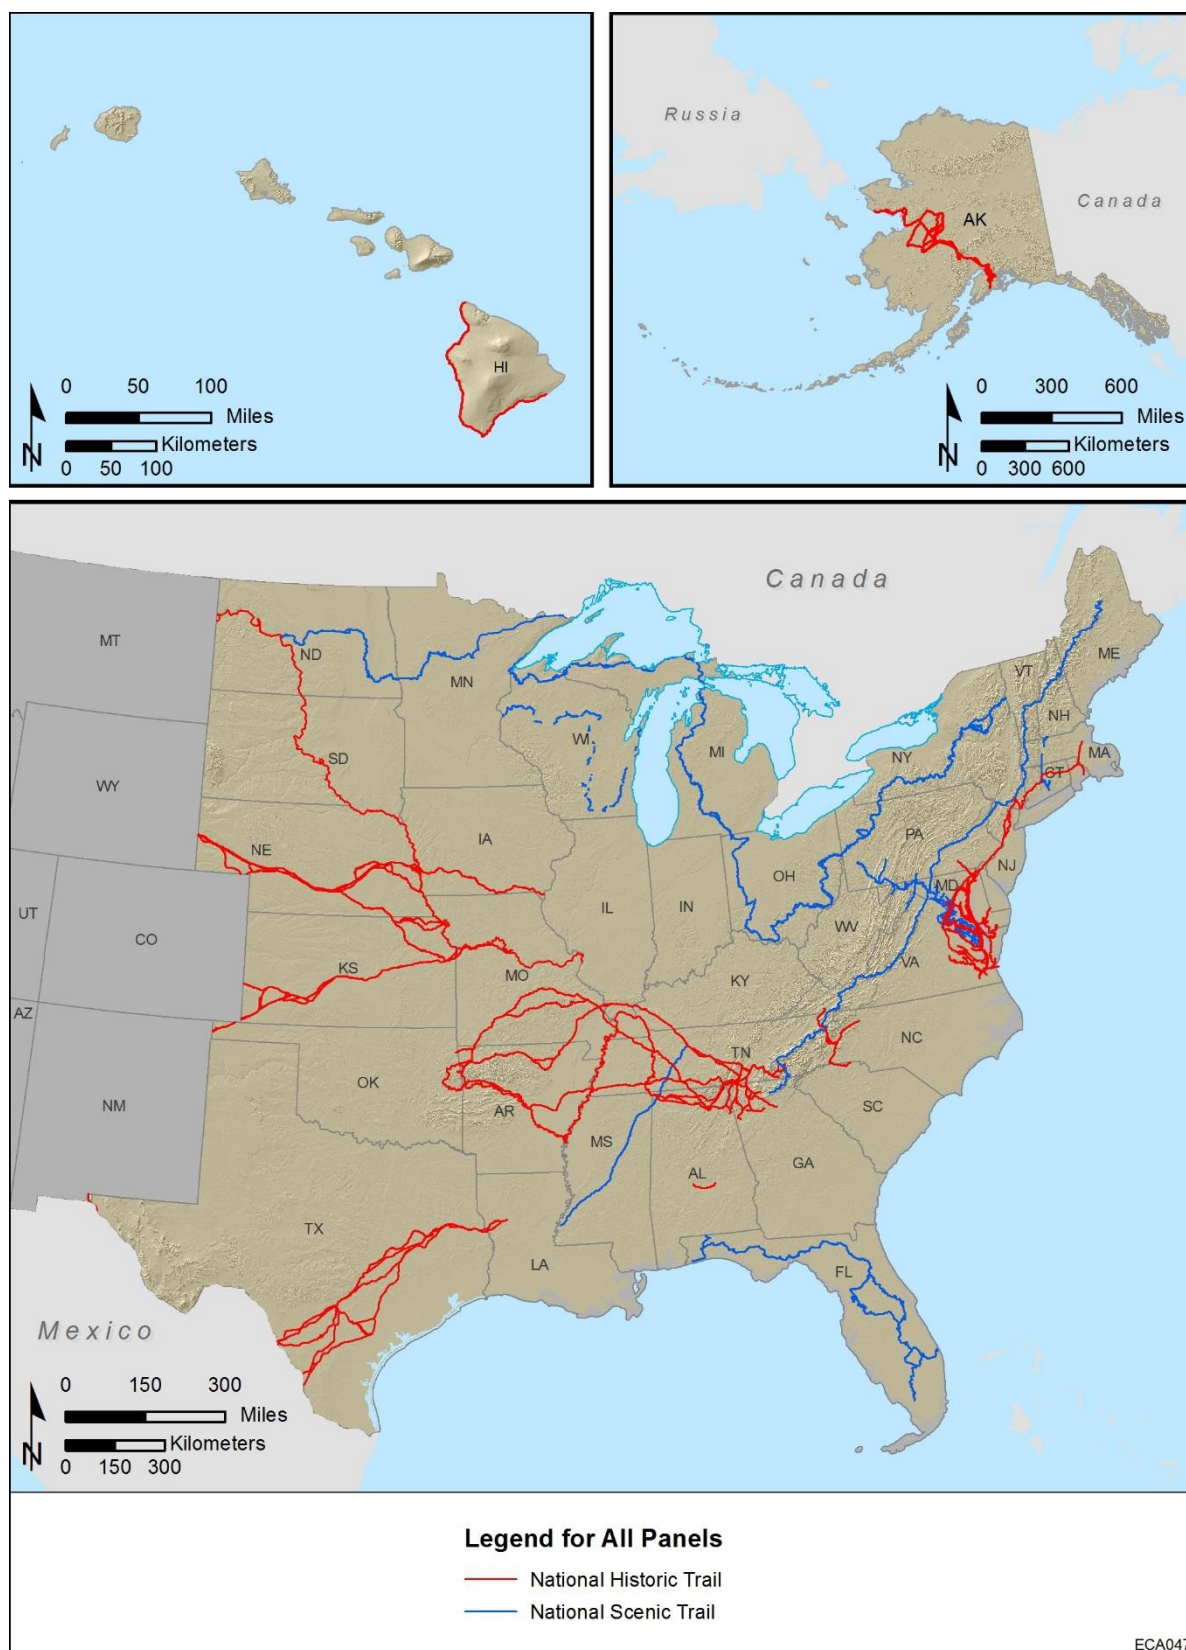 Russia
Canada
AK
HI
0 50 100
Miles
Kilometers
0 50 100
N
0 300 600
Miles
Kilometers
0 300 600
N
Canada
MT
ND
MN
ME
VT
NH
WI
MI
NY
MA
CT
SD
WY
PA
NE
IA
OH
NJ
MD
UT
CO
IL
IN
WV
VA
KS
MO
KY
AZ
NC
TN
OK
NM
AR
SC
MS
GA
AL
TX
LA
FL
Mexico
0 150 300
Miles
Kilometers
0 150 300
N
Legend for All Panels
National Historic Trail
National Scenic Trail
ECA047